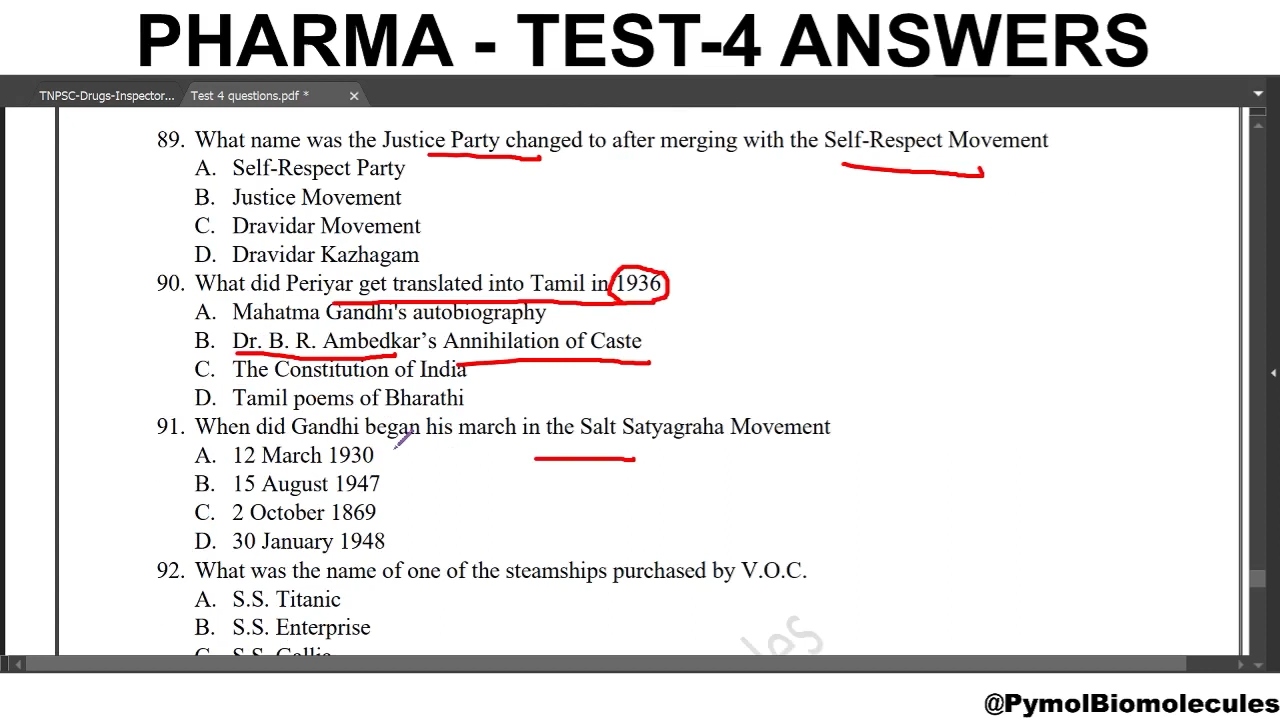 PHARMA - TEST-4 ANSWERS
TNPSC-Drugs-Inspector... Test 4 questions.pdf *
89. What name was the Justice Party changed to after merging with the Self-Respect Movement
A. Self-Respect Party
B. Justice Movement
C. Dravidar Movement
D. Dravidar Kazhagam
90. What did Periyar get translated into Tamil in 1936
A. Mahatma Gandhi's autobiography
B. Dr. B. R. Ambedkar’s Annihilation of Caste
C. The Constitution of India
D. Tamil poems of Bharathi
91. When did Gandhi began his march in the Salt Satyagraha Movement
A. 12 March 1930
B. 15 August 1947
C. 2 October 1869
D. 30 January 1948
92. What was the name of one of the steamships purchased by V.O.C.
A. S.S. Titanic
B. S.S. Enterprise
C. S.S. Gallia
@PymolBiomolecules